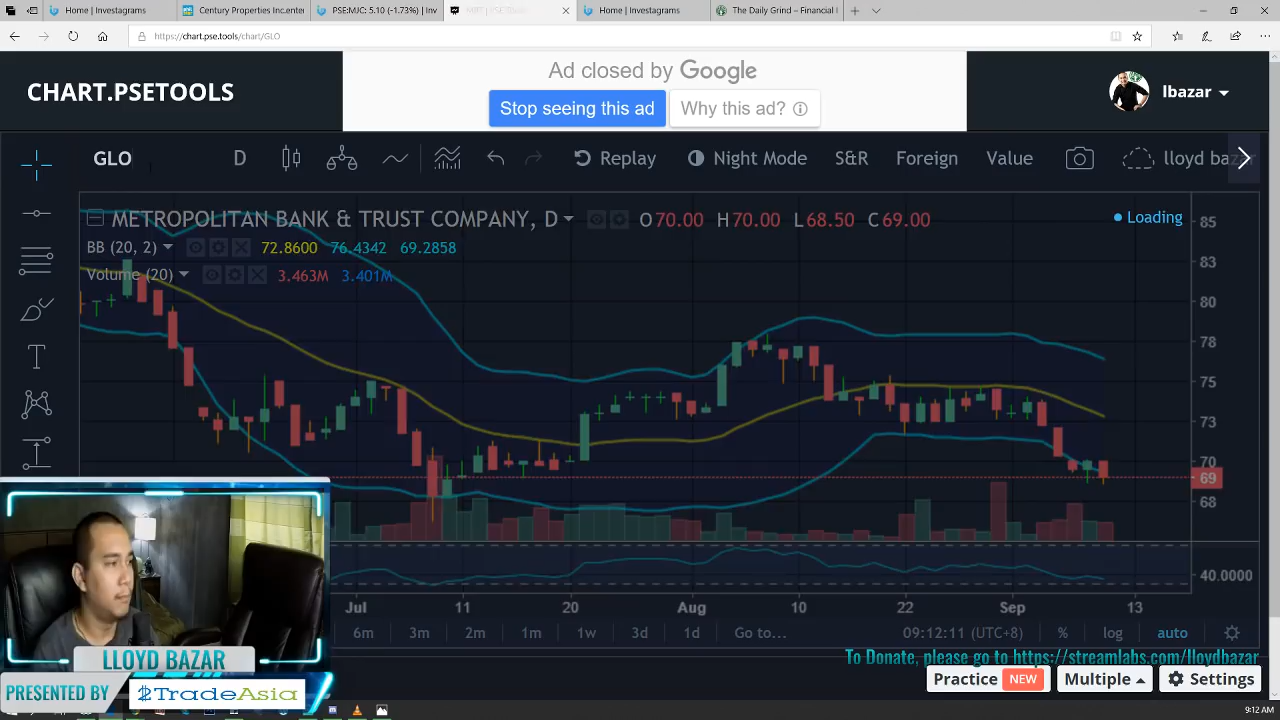 Home | Investagrams
Century Properties Inc.enter
PSE:MJC: 5.10 (-1.73%) | Inv
Home | Investagrams
The Daily Grind – Financial I
https://chart.pse.tools/chart/GLO
CHART.PSETOOLS
Ad closed by Google
Stop seeing this ad
Why this ad?
lbazar
GLO
D
Replay
Night Mode
S&R
Foreign
Value
lloyd bazar
METROPOLITAN BANK & TRUST COMPANY, D
O70.00 H70.00 L68.50 C69.00
Loading
BB (20, 2) 72.8600 76.4342 69.2858
Volume (20) 3.463M 3.401M
85
83
80
78
75
73
70
69
68
40.0000
Jul 11 20 Aug 10 22 Sep 13
6m 3m 2m 1m 1w 3d 1d Go to... 09:12:11 (UTC+8) % log auto
To Donate, please go to https://streamlabs.com/lloydbazar
LLOYD BAZAR
PRESENTED BY
$TradeAsia
Practice NEW
Multiple
Settings
9:12 AM